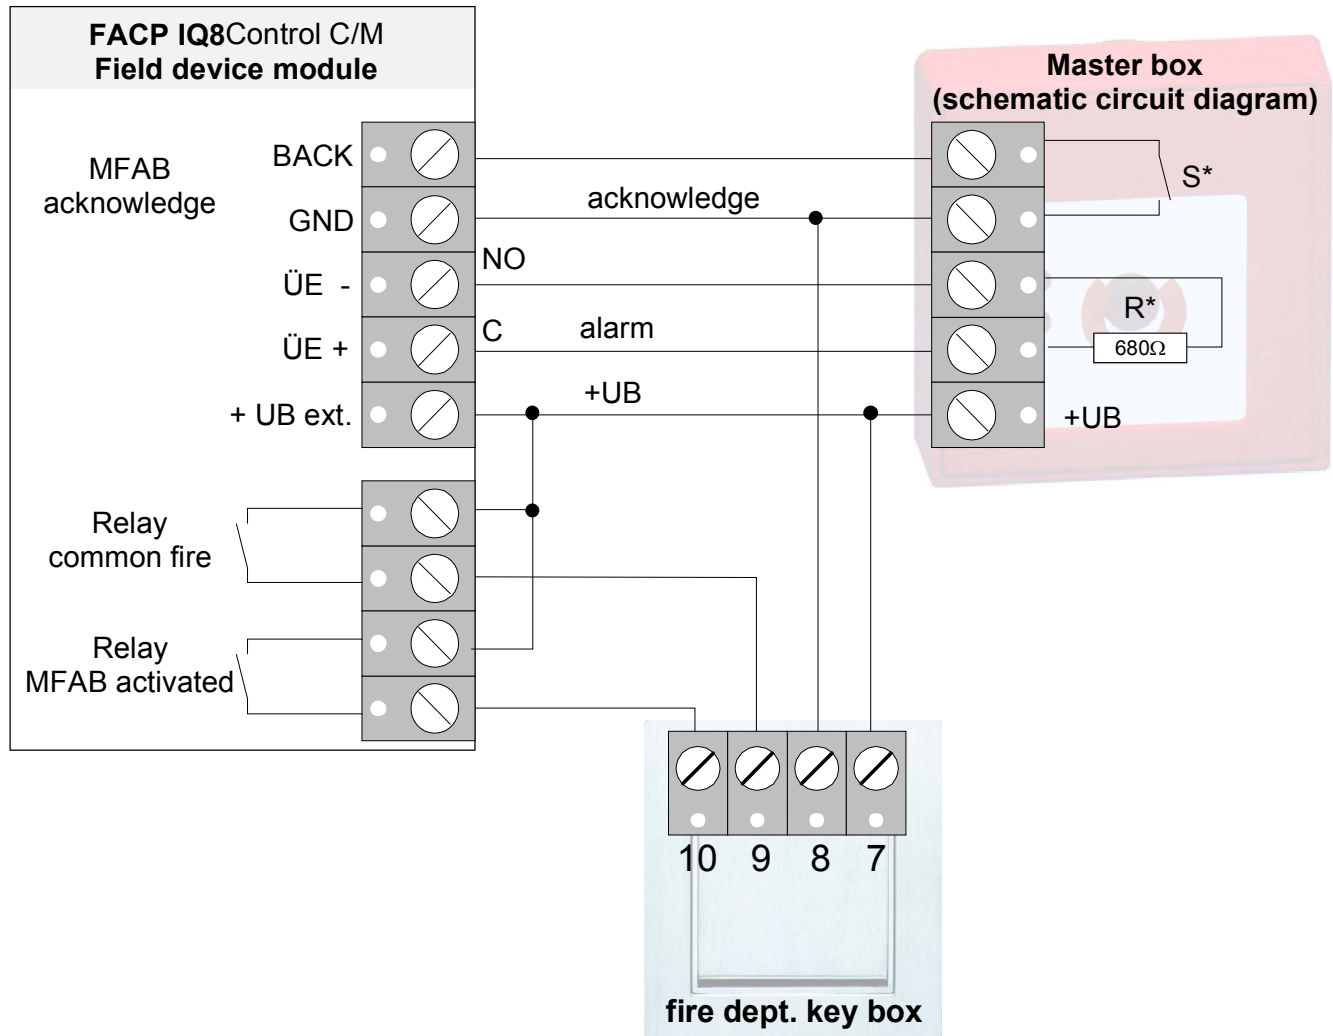 FACP IQ8Control C/M
Field device module
Master box
(schematic circuit diagram)
MFAB
acknowledge
BACK
GND
ÜE -
ÜE +
+ UB ext.
acknowledge
NO
C
alarm
+UB
S*
R*
680Ω
+UB
Relay
common fire
Relay
MFAB activated
10 9 8 7
fire dept. key box